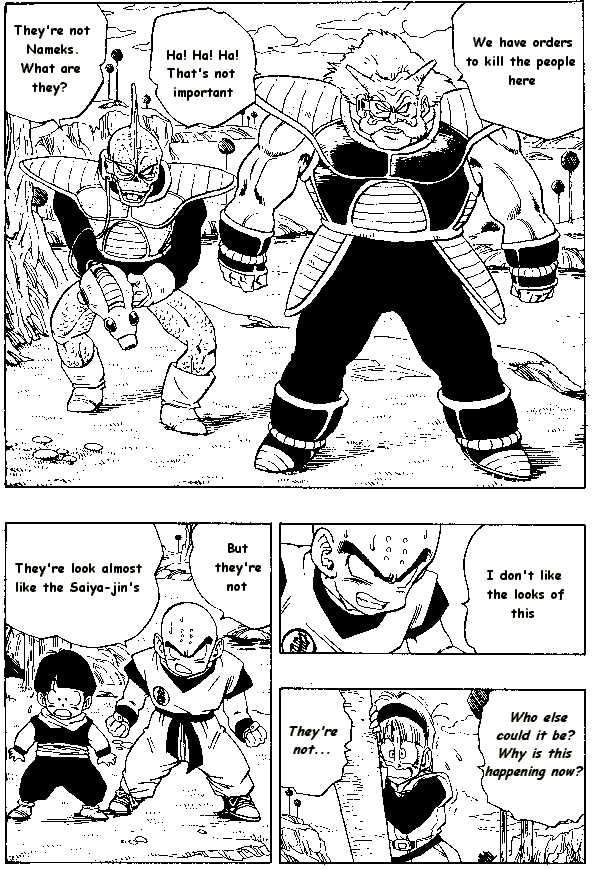 They're not
Nameks.
What are
they?
Ha! Ha! Ha!
That's not
important
We have orders
to kill the people
here
They're look almost
like the Saiya-jin's
But
they're
not
I don't like
the looks of
this
They're
not...
Who else
could it be?
Why is this
happening now?